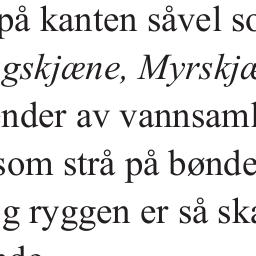 på kanten såvel so
gskjæne, Myrskjæ
nder av vannsaml
som strå på bønde
g ryggen er så ska